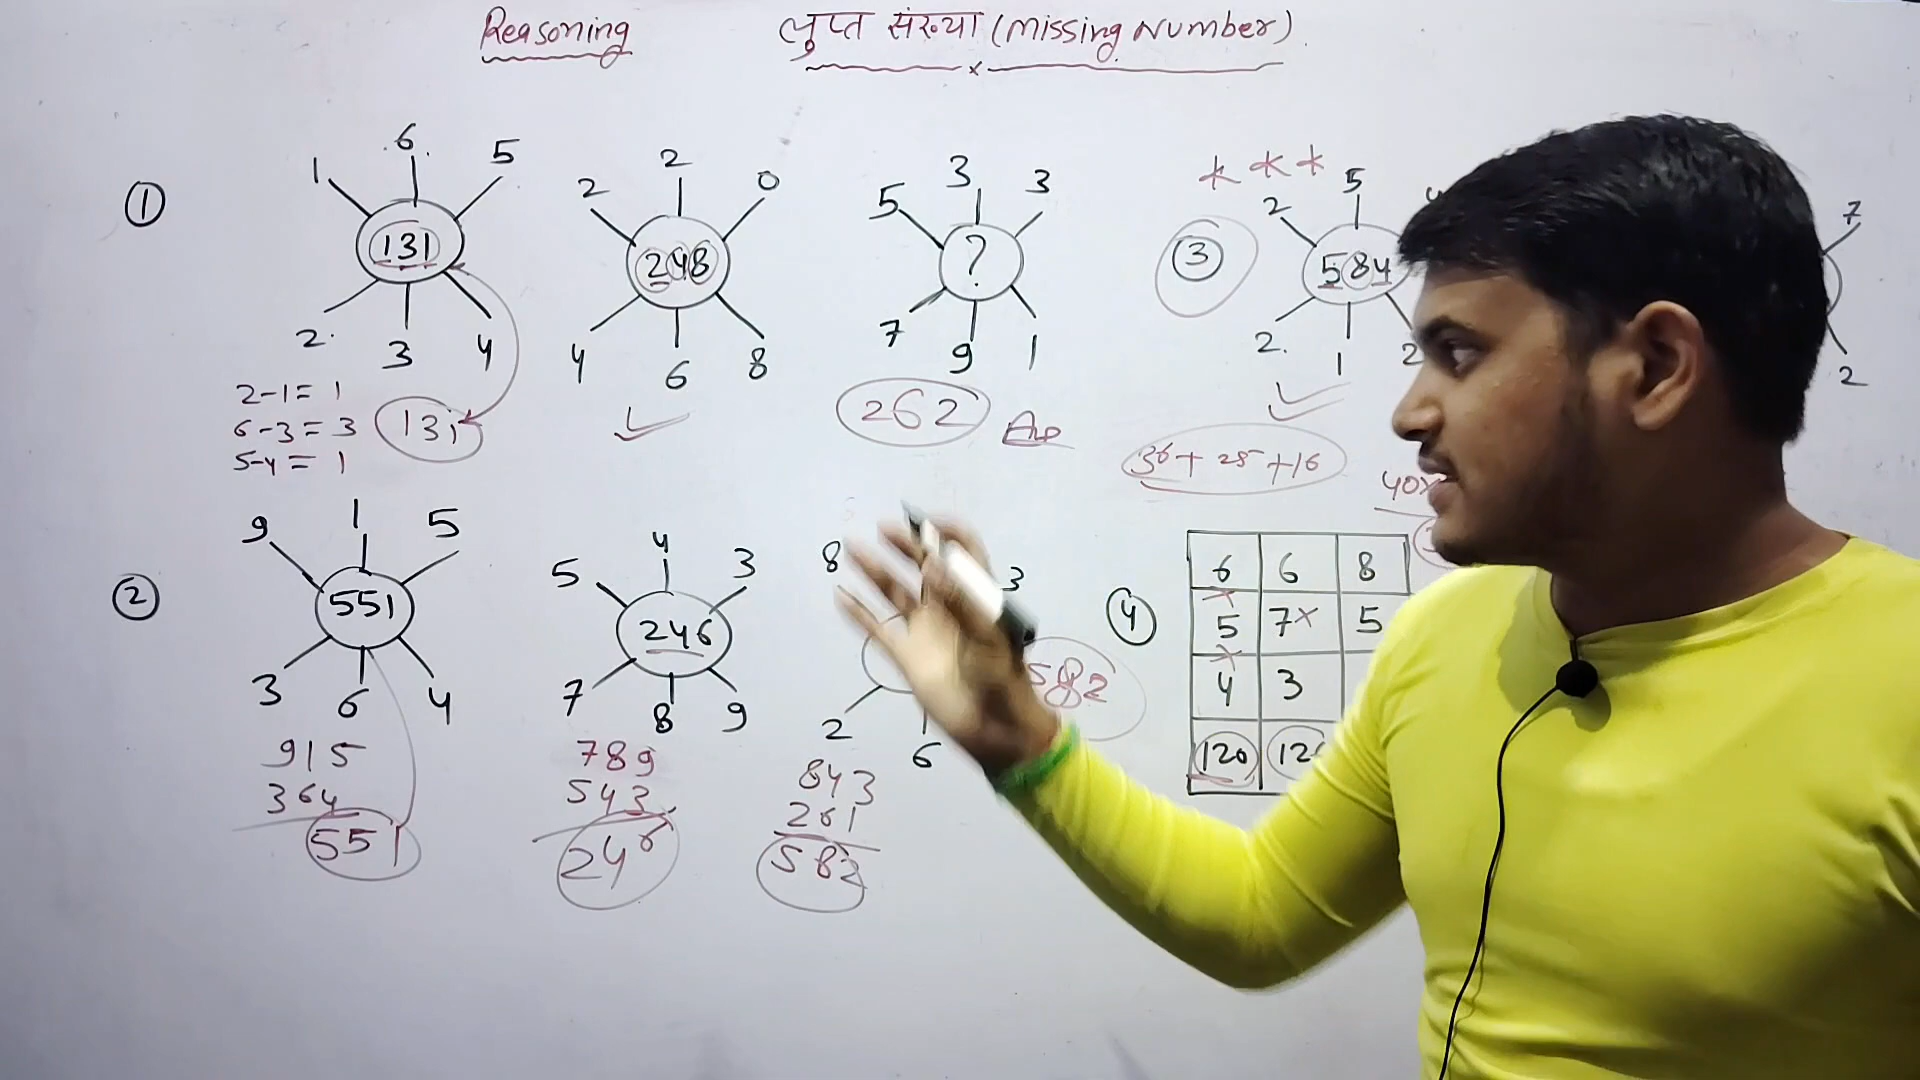 Reasoning लुप्त संख्या (Missing Number)
① 1 6 5
131
2 3 4
2-1 = 1
6-3 = 3
5-4 = 1
131
2 2 0
248
4 6 8
5 3 3
?
7 9 1
262 Ans
③ 2 5
584
2 1 2
36 + 25 + 16
7
2
② 9 1 5
551
3 6 4
915
364
551
5 4 3
246
7 8 9
789
543
246
8 3
2 6
582
843
261
582
④ 6 6 8
5 7 5
4 3
120